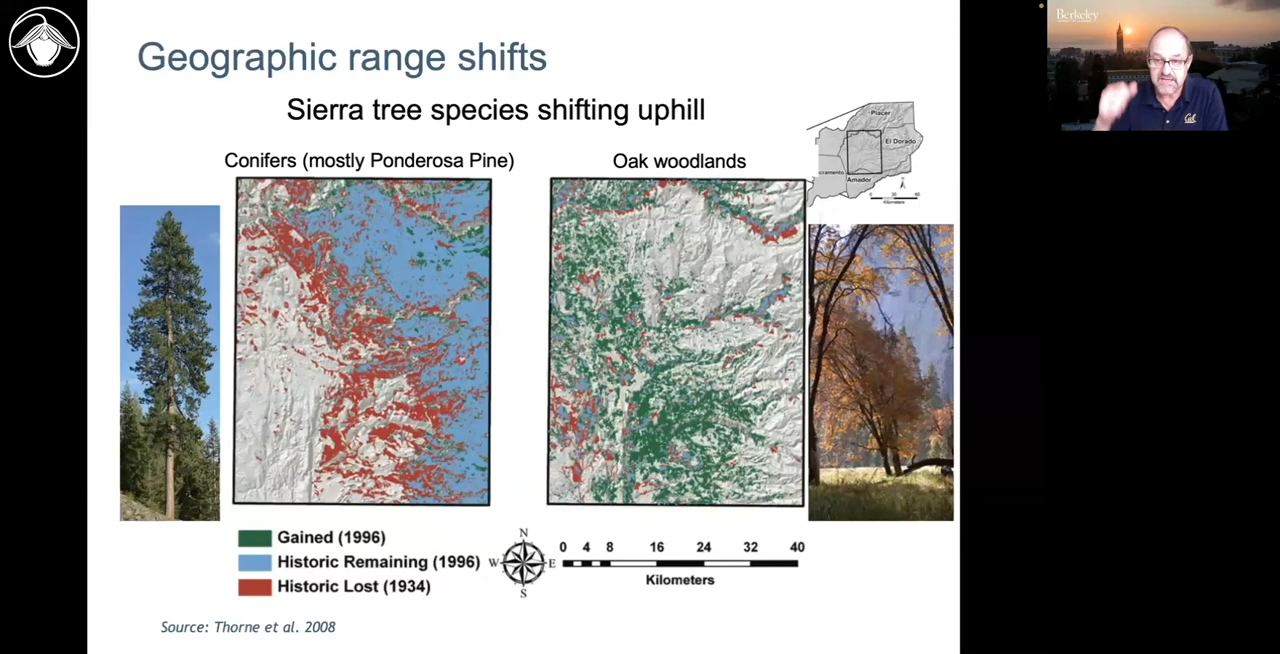 Geographic range shifts
Sierra tree species shifting uphill
Conifers (mostly Ponderosa Pine)
Oak woodlands
Placer
El Dorado
Amador
Kilometers
Gained (1996)
Historic Remaining (1996)
Historic Lost (1934)
N
W
E
S
0 4 8 16 24 32 40
Kilometers
Source: Thorne et al. 2008
Berkeley
Cal